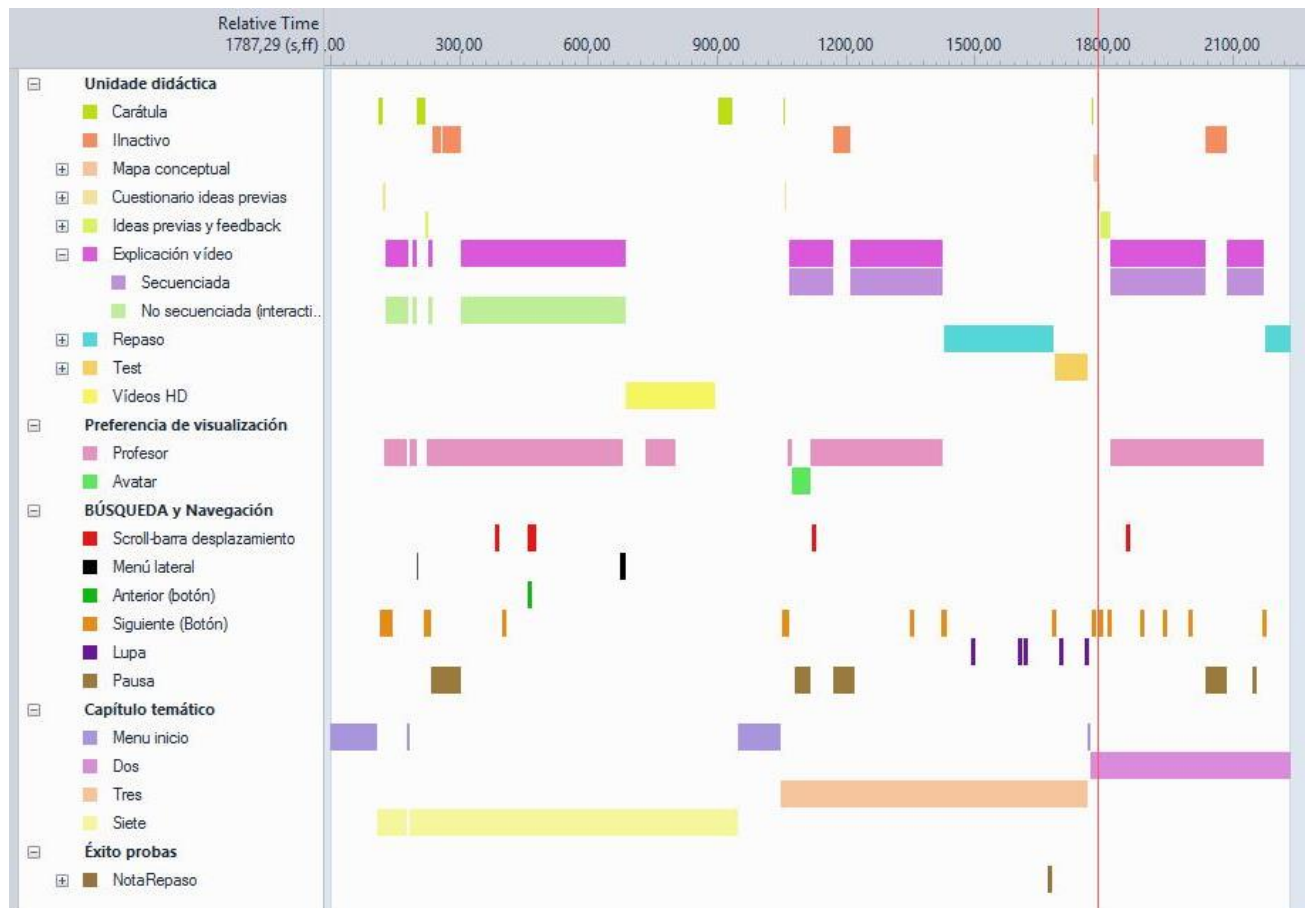 Relative Time
1787,29 (s,ff) ,00 300,00 600,00 900,00 1200,00 1500,00 1800,00 2100,00
Unidade didáctica
Carátula
IInactivo
Mapa conceptual
Cuestionario ideas previas
Ideas previas y feedback
Explicación vídeo
Secuenciada
No secuenciada (interacti..
Repaso
Test
Vídeos HD
Preferencia de visualización
Profesor
Avatar
BÚSQUEDA y Navegación
Scroll-barra desplazamiento
Menú lateral
Anterior (botón)
Siguiente (Botón)
Lupa
Pausa
Capítulo temático
Menu inicio
Dos
Tres
Siete
Éxito probas
NotaRepaso